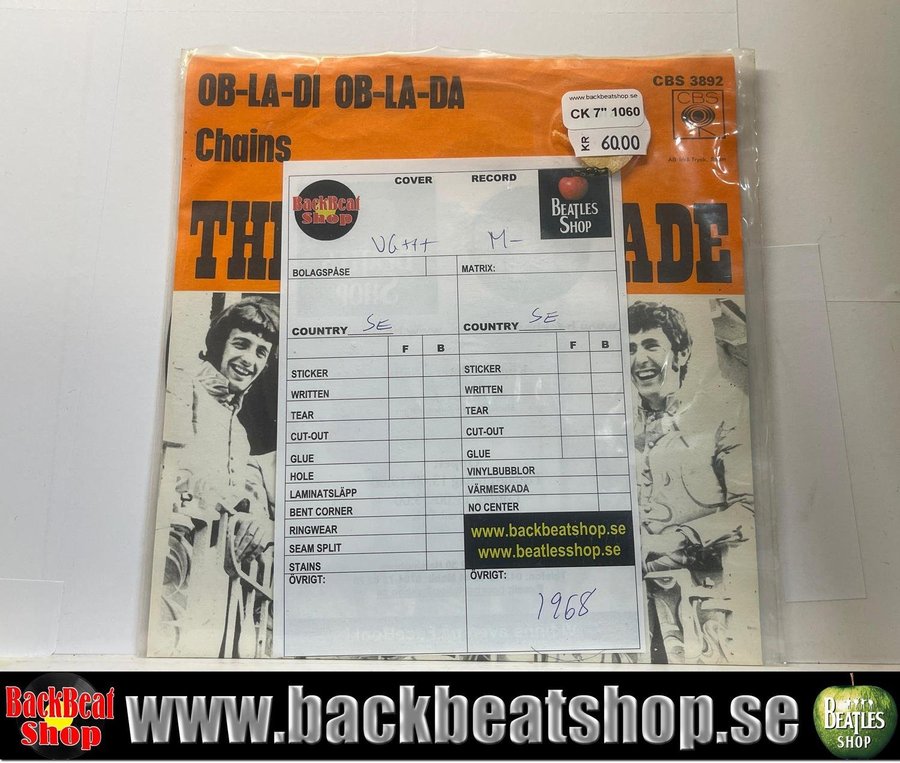 OB-LA-DI OB-LA-DA
Chains
CBS 3892
CBS
www.backbeatshop.se
CK 7" 1060
KR 60.00
THE
ADE
COVER RECORD
BackBeat
Shop
BEATLES
SHOP
VG+++ M-
BOLAGSPÅSE MATRIX:
COUNTRY SE COUNTRY SE
F B F B
STICKER STICKER
WRITTEN WRITTEN
TEAR TEAR
CUT-OUT CUT-OUT
GLUE GLUE
HOLE VINYLBUBBLOR
LAMINATSLÄPP VÄRMESKADA
BENT CORNER NO CENTER
RINGWEAR
SEAM SPLIT
STAINS
www.backbeatshop.se
www.beatlesshop.se
ÖVRIGT: ÖVRIGT:
1968
BackBeat
Shop
www.backbeatshop.se
BEATLES
SHOP